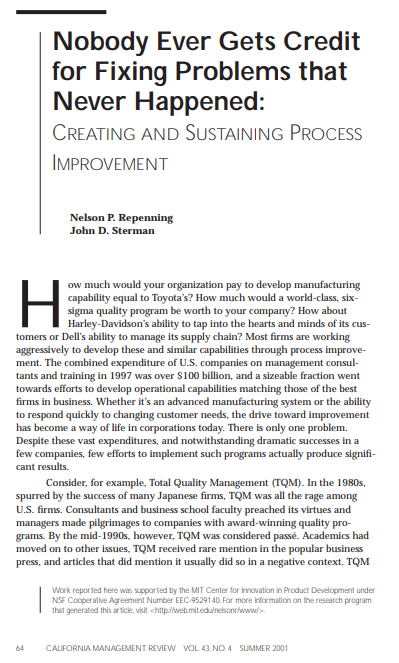 Nobody Ever Gets Credit
for Fixing Problems that
Never Happened:
CREATING AND SUSTAINING PROCESS
IMPROVEMENT
Nelson P. Repenning
John D. Sterman
How much would your organization pay to develop manufacturing
capability equal to Toyota's? How much would a world-class, six-
sigma quality program be worth to your company? How about
Harley-Davidson's ability to tap into the hearts and minds of its cus-
tomers or Dell's ability to manage its supply chain? Most firms are working
aggressively to develop these and similar capabilities through process improve-
ment. The combined expenditure of U.S. companies on management consul-
tants and training in 1997 was over $100 billion, and a sizeable fraction went
towards efforts to develop operational capabilities matching those of the best
firms in business. Whether it's an advanced manufacturing system or the ability
to respond quickly to changing customer needs, the drive toward improvement
has become a way of life in corporations today. There is only one problem.
Despite these vast expenditures, and notwithstanding dramatic successes in a
few companies, few efforts to implement such programs actually produce signifi-
cant results.
Consider, for example, Total Quality Management (TQM). In the 1980s,
spurred by the success of many Japanese firms, TQM was all the rage among
U.S. firms. Consultants and business school faculty preached its virtues and
managers made pilgrimages to companies with award-winning quality pro-
grams. By the mid-1990s, however, TQM was considered passé. Academics had
moved on to other issues, TQM received rare mention in the popular business
press, and articles that did mention it usually did so in a negative context. TQM
Work reported here was supported by the MIT Center for Innovation in Product Development under
NSF Cooperative Agreement Number EEC-9529140. For more information on the research program
that generated this article, visit <http://web.mit.edu/nelsonr/www/>.
64 CALIFORNIA MANAGEMENT REVIEW VOL. 43, NO. 4 SUMMER 2001